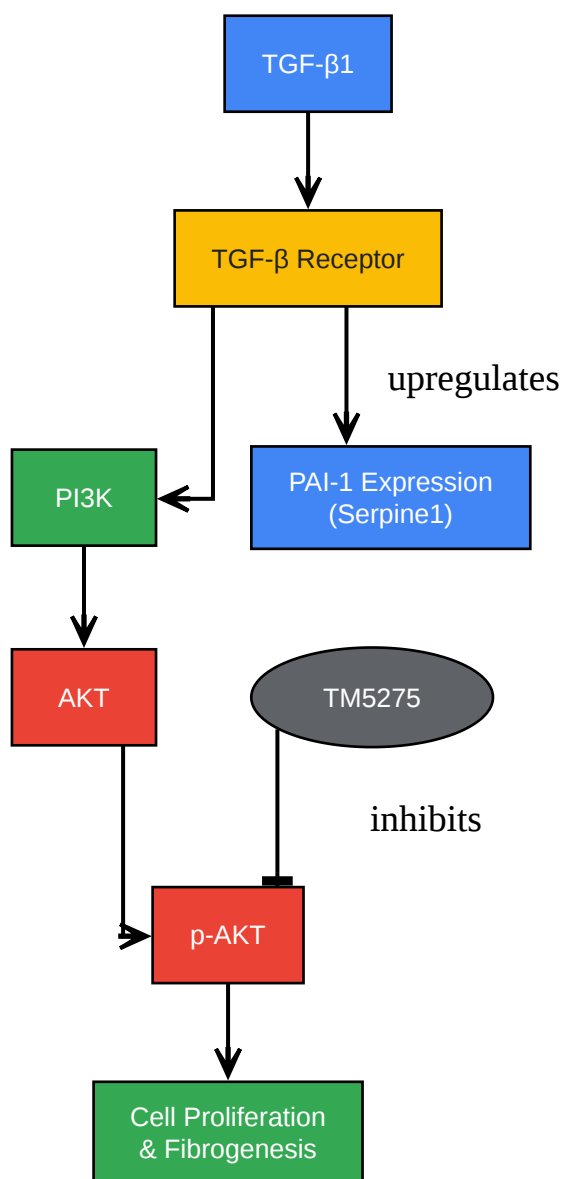 TGF-β1
TGF-β Receptor
upregulates
PI3K
PAI-1 Expression
(Serpine1)
AKT
TM5275
inhibits
p-AKT
Cell Proliferation
& Fibrogenesis